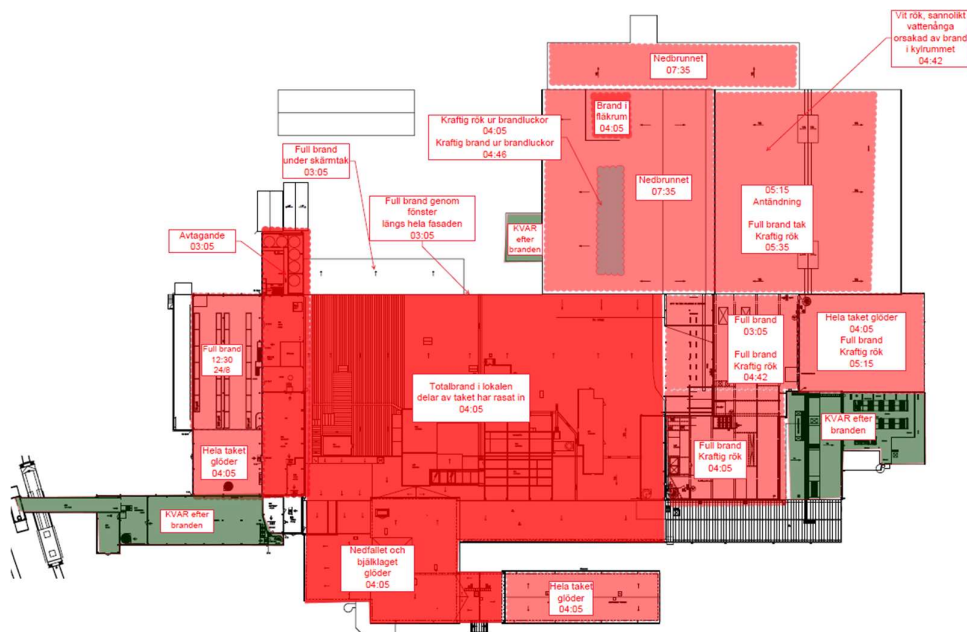 Vit rök, sannolikt
vattenånga
orsakad av brand
i kylrummet
04:42
Nedbrunnet
07:35
Brand i
fläkrum
04:05
Kraftig rök ur brandluckor
04:05
Kraftig brand ur brandluckor
04:46
Full brand
under skärmtak
03:05
Nedbrunnet
07:35
05:15
Antändning
Full brand tak
Kraftig rök
05:35
Full brand genom
fönster
längs hela fasaden
03:05
KVAR
efter
branden
Avtagande
03:05
Full brand
12:30
24/8
Full brand
03:05
Full brand
Kraftig rök
04:42
Hela taket glöder
04:05
Full brand
Kraftig rök
05:15
Totalbrand i lokalen
delar av taket har rasat in
04:05
KVAR efter
branden
Hela taket
glöder
04:05
Full brand
Kraftig rök
04:05
KVAR efter
branden
Nedfallet och
bjälklaget
glöder
04:05
Hela taket
glöder
04:05